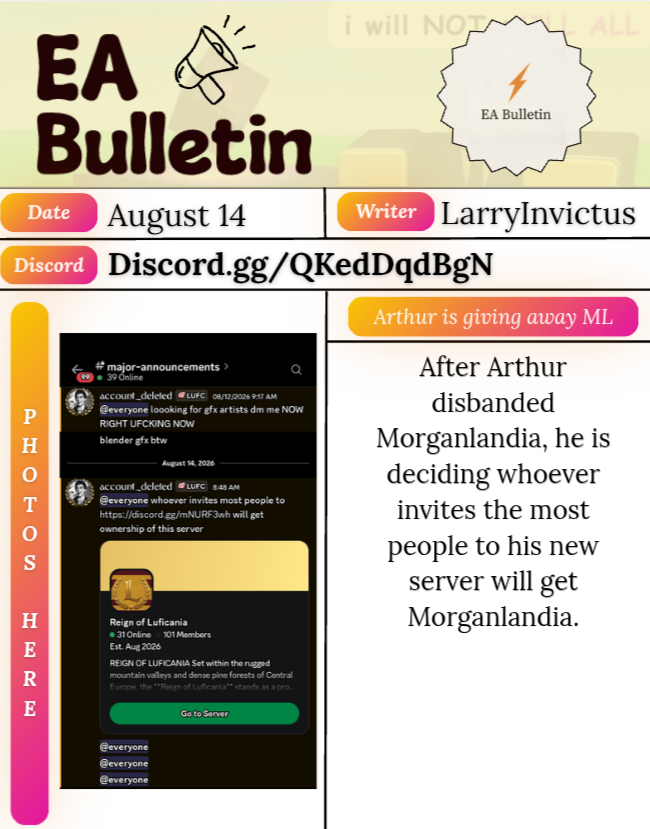 i will NOT ALL
EA
Bulletin
EA Bulletin
Date
August 14
Writer
LarryInvictus
Discord
Discord.gg/QKedDqdBgN
PHOTOS HERE
# major-announcements >
99
39 Online
account_deleted LUFC 08/12/2026 9:17 AM
@everyone loooking for gfx artists dm me NOW
RIGHT UFCKING NOW
blender gfx btw
August 14, 2026
account_deleted LUFC 8:48 AM
@everyone whoever invites most people to
https://discord.gg/mNURF3wh will get
ownership of this server
Reign of Luficania
31 Online 101 Members
Est. Aug 2026
REIGN OF LUFICANIA Set within the rugged
mountain valleys and dense pine forests of Central
Europe, the **Reign of Luficania** stands as a pro...
Go to Server
@everyone
@everyone
@everyone
Arthur is giving away ML
After Arthur
disbanded
Morganlandia, he is
deciding whoever
invites the most
people to his new
server will get
Morganlandia.